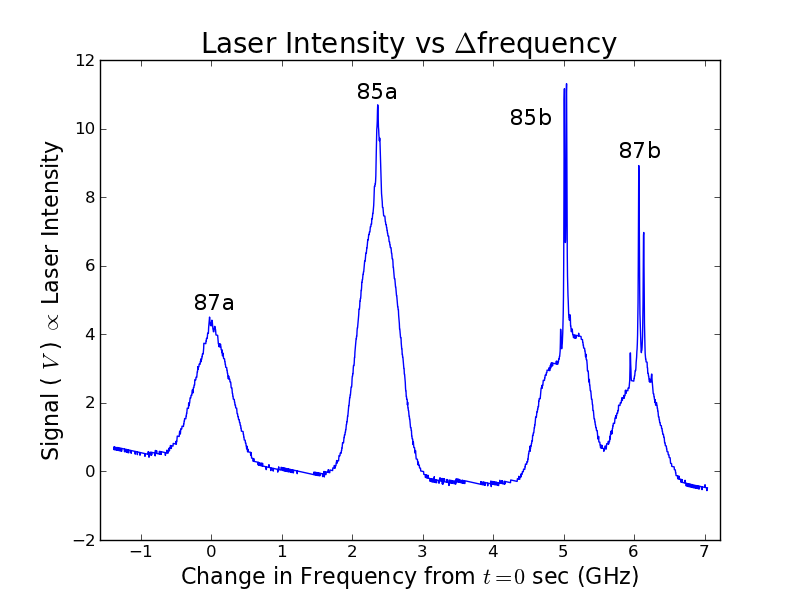 Laser Intensity vs Δfrequency
Signal ( V ) ∝ Laser Intensity
12
10
8
6
4
2
0
−2
87a
85a
85b
87b
−1 0 1 2 3 4 5 6 7
Change in Frequency from t=0 sec (GHz)